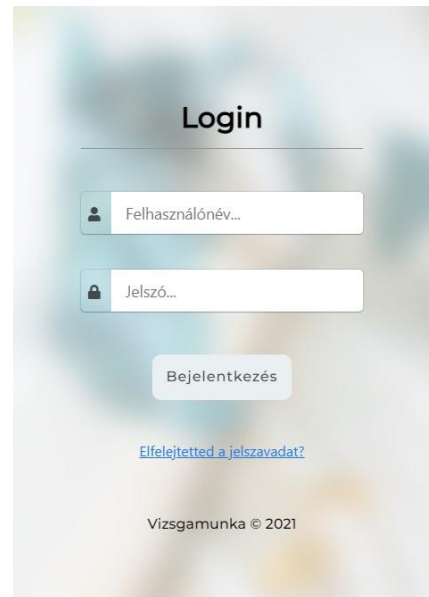 Login
Felhasználónév...
Jelszó...
Bejelentkezés
Elfelejtetted a jelszavadat?
Vizsgamunka © 2021